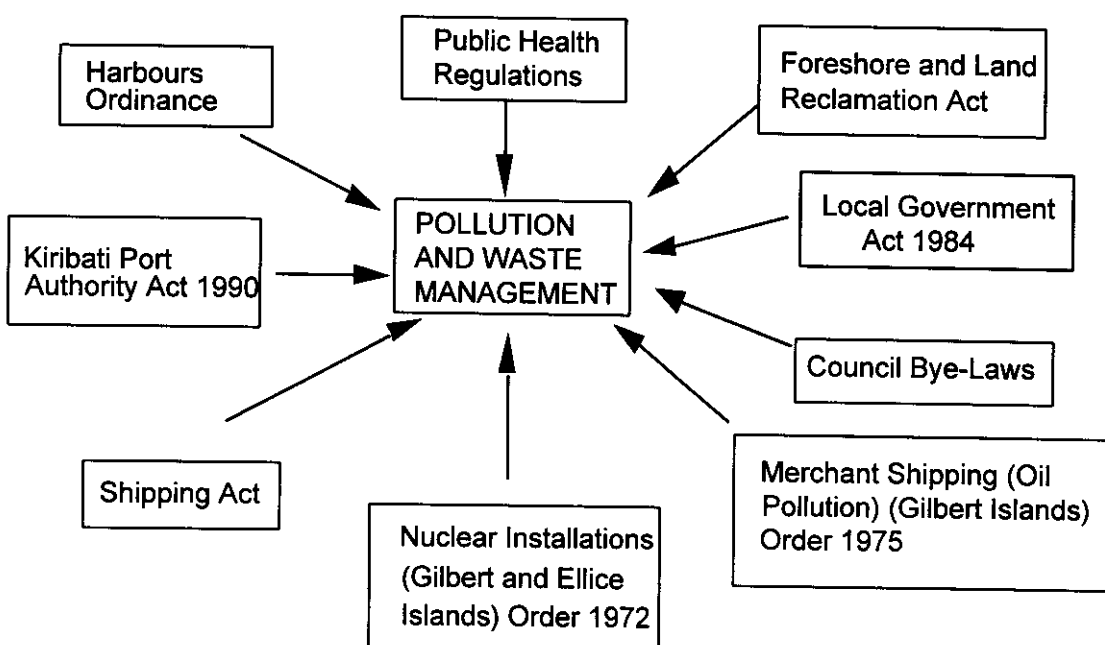 Public Health
Regulations
Harbours
Ordinance
Foreshore and Land
Reclamation Act
POLLUTION
AND WASTE
MANAGEMENT
Local Government
Act 1984
Kiribati Port
Authority Act 1990
Council Bye-Laws
Shipping Act
Merchant Shipping (Oil
Pollution) (Gilbert Islands)
Order 1975
Nuclear Installations
(Gilbert and Ellice
Islands) Order 1972